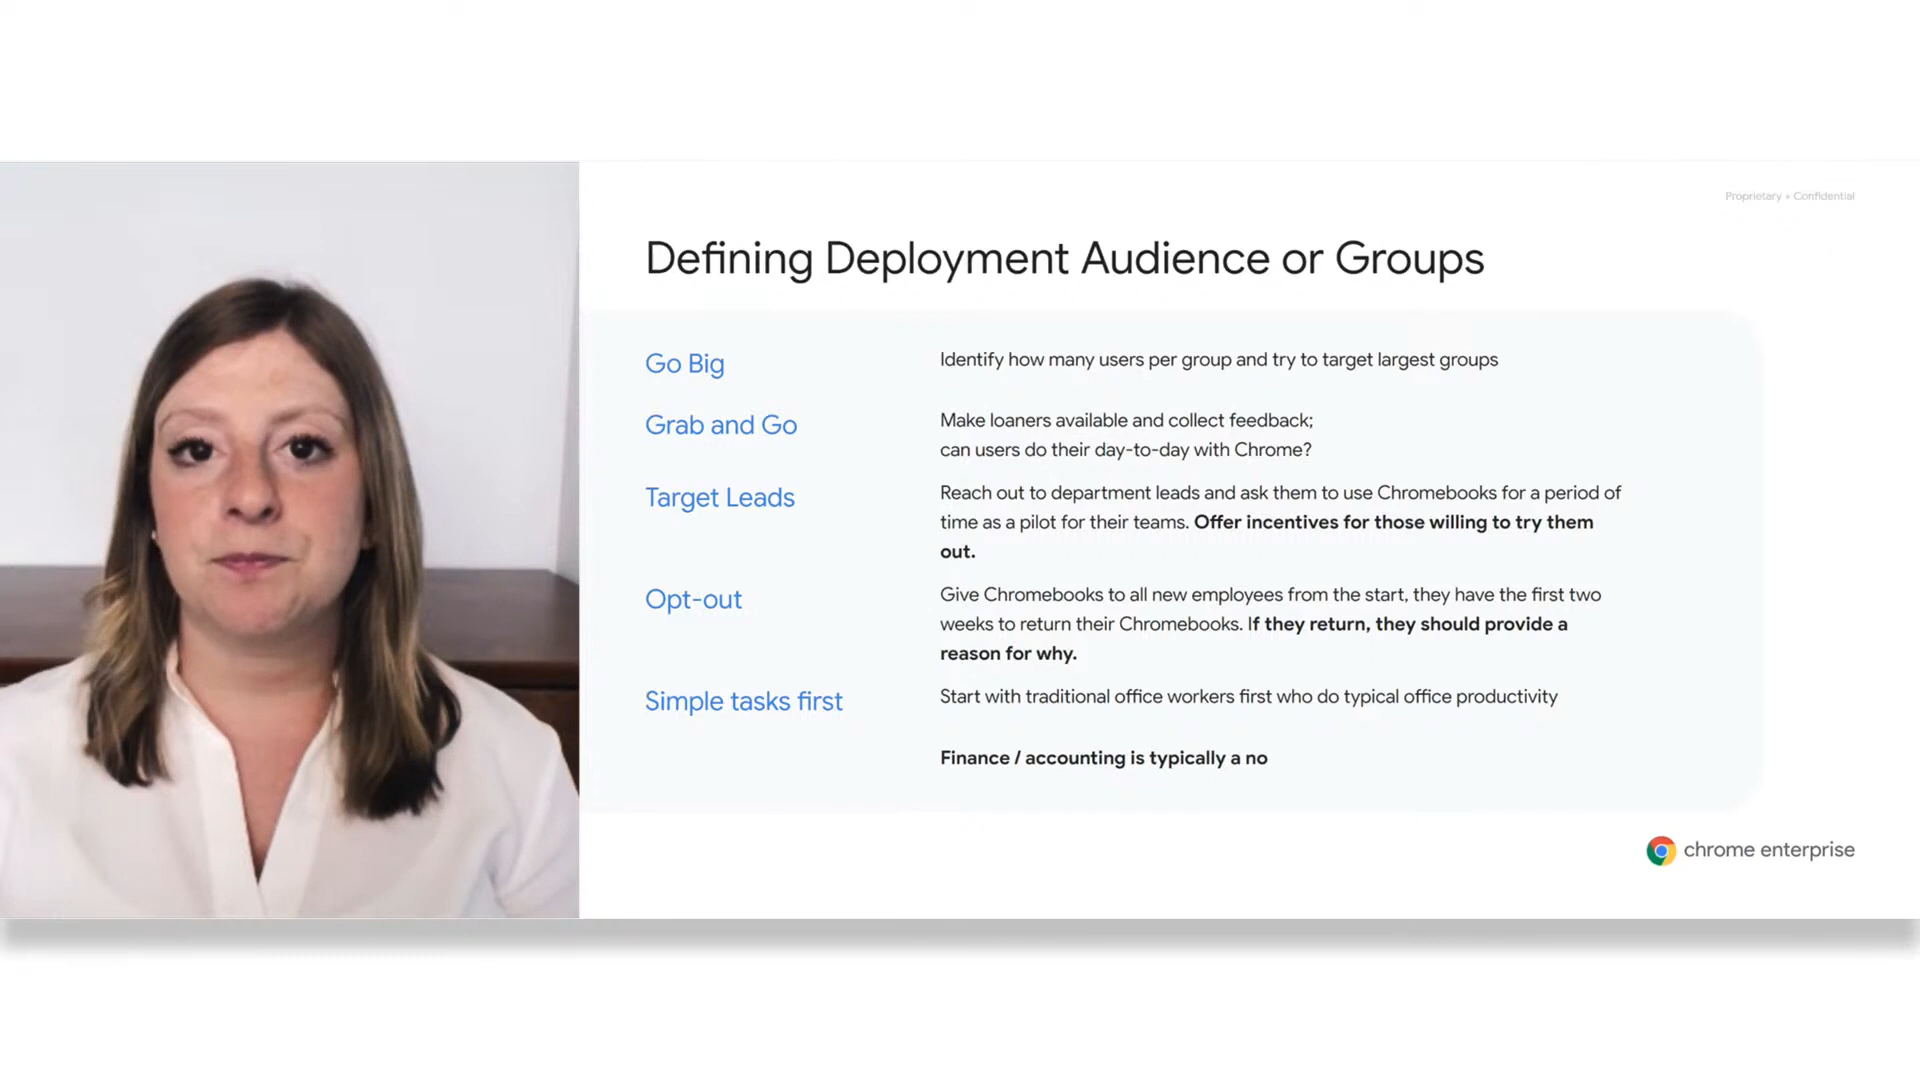 Proprietary + Confidential
Defining Deployment Audience or Groups
Go Big
Identify how many users per group and try to target largest groups
Grab and Go
Make loaners available and collect feedback;
can users do their day-to-day with Chrome?
Target Leads
Reach out to department leads and ask them to use Chromebooks for a period of
time as a pilot for their teams. Offer incentives for those willing to try them
out.
Opt-out
Give Chromebooks to all new employees from the start, they have the first two
weeks to return their Chromebooks. If they return, they should provide a
reason for why.
Simple tasks first
Start with traditional office workers first who do typical office productivity
Finance / accounting is typically a no
chrome enterprise